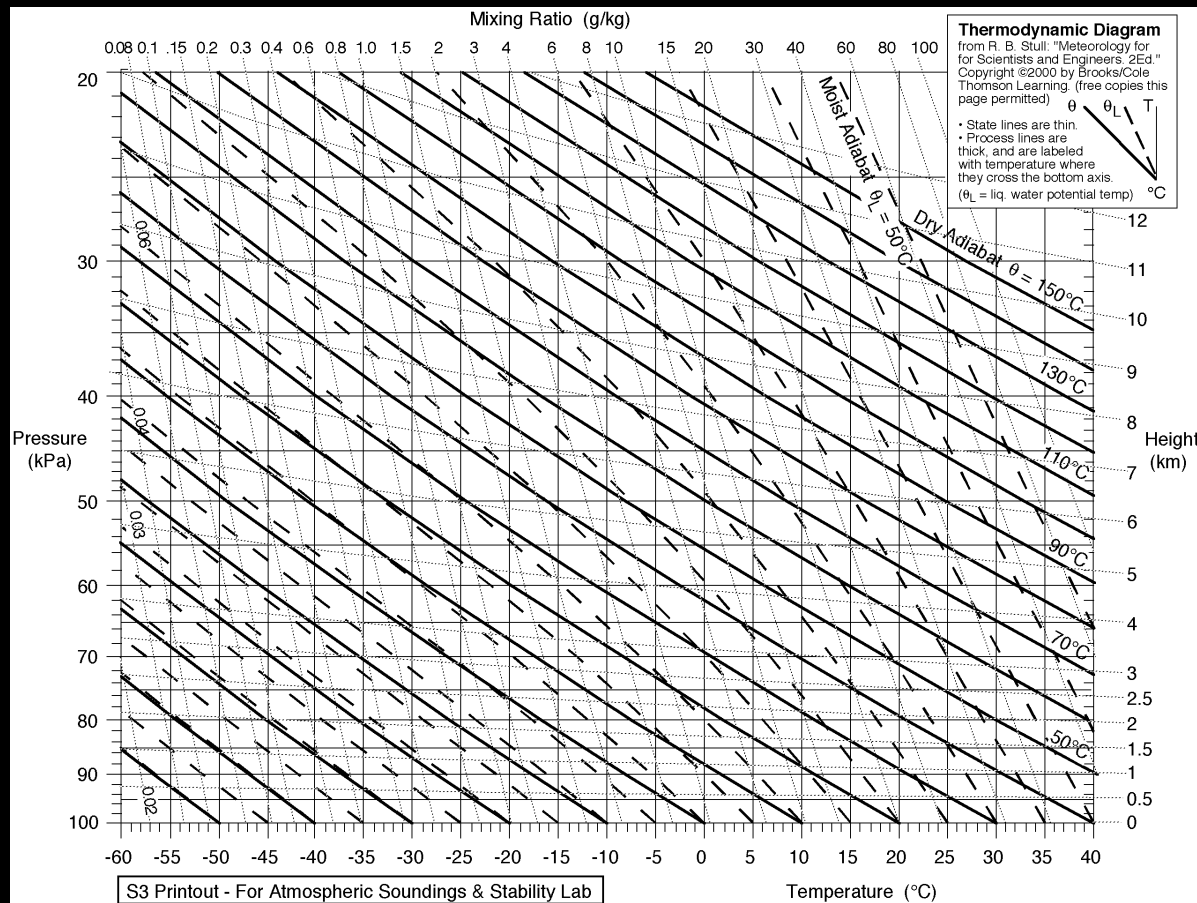 Mixing Ratio (g/kg)
0.08 0.1 .15 0.2 0.3 0.4 0.6 0.8 1.0 1.5 2 3 4 6 8 10 15 20 30 40 60 80 100
Thermodynamic Diagram
from R. B. Stull: "Meteorology for
for Scientists and Engineers. 2Ed."
Copyright ©2000 by Brooks/Cole
Thomson Learning. (free copies this
page permitted)
θ θL T
• State lines are thin.
• Process lines are
thick, and are labeled
with temperature where
they cross the bottom axis.
(θL = liq. water potential temp)
°C
Moist Adiabat θL = 50°C
Dry Adiabat θ = 150°C
130°C
110°C
90°C
70°C
50°C
0.06
0.04
0.03
0.02
Pressure
(kPa)
20
30
40
50
60
70
80
90
100
Height
(km)
12
11
10
9
8
7
6
5
4
3
2.5
2
1.5
1
0.5
0
-60 -55 -50 -45 -40 -35 -30 -25 -20 -15 -10 -5 0 5 10 15 20 25 30 35 40
S3 Printout - For Atmospheric Soundings & Stability Lab
Temperature (°C)